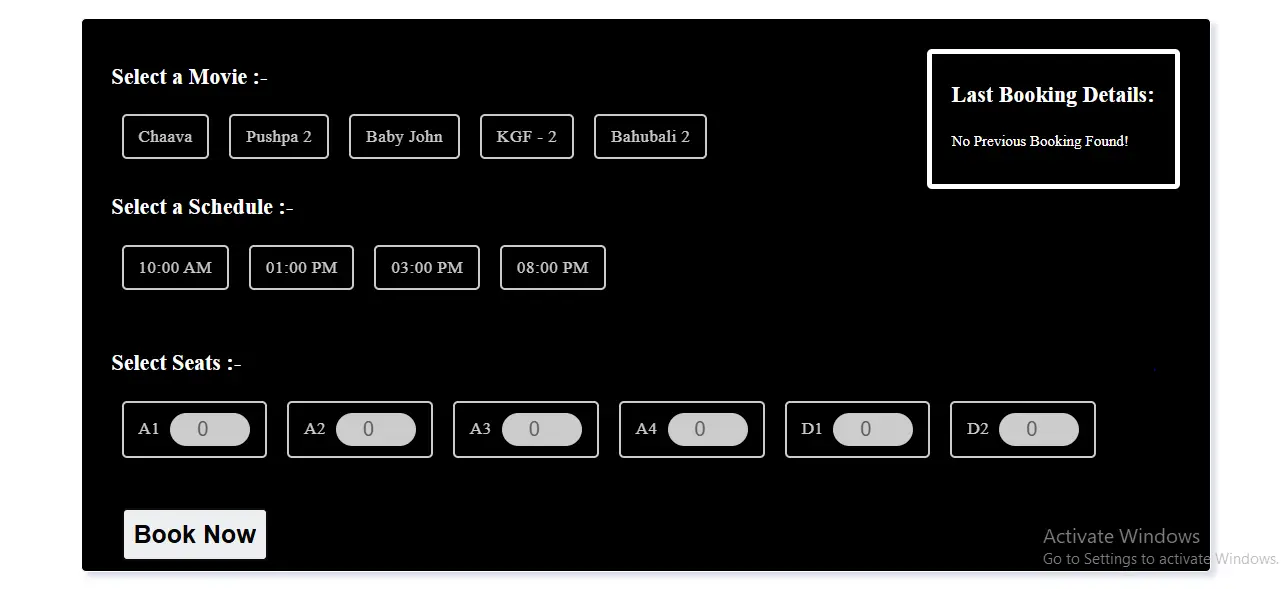 Select a Movie :-
Chaava Pushpa 2 Baby John KGF - 2 Bahubali 2
Last Booking Details:
No Previous Booking Found!
Select a Schedule :-
10:00 AM 01:00 PM 03:00 PM 08:00 PM
Select Seats :-
A1 0 A2 0 A3 0 A4 0 D1 0 D2 0
Book Now
Activate Windows
Go to Settings to activate Windows.